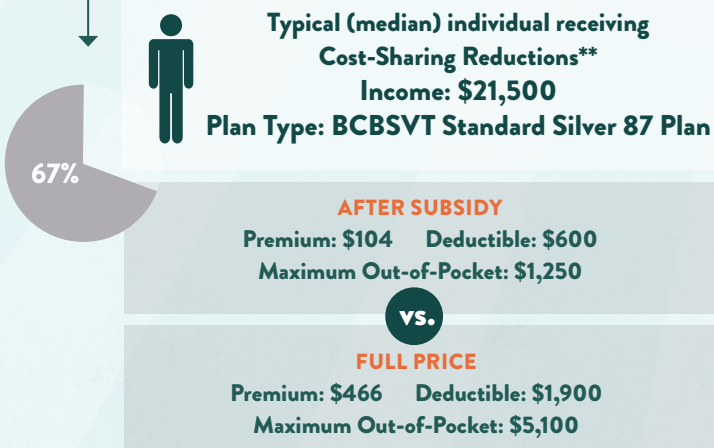 Typical (median) individual receiving
Cost-Sharing Reductions**
Income: $21,500
Plan Type: BCBSVT Standard Silver 87 Plan
67%
AFTER SUBSIDY
Premium: $104 Deductible: $600
Maximum Out-of-Pocket: $1,250
vs.
FULL PRICE
Premium: $466 Deductible: $1,900
Maximum Out-of-Pocket: $5,100